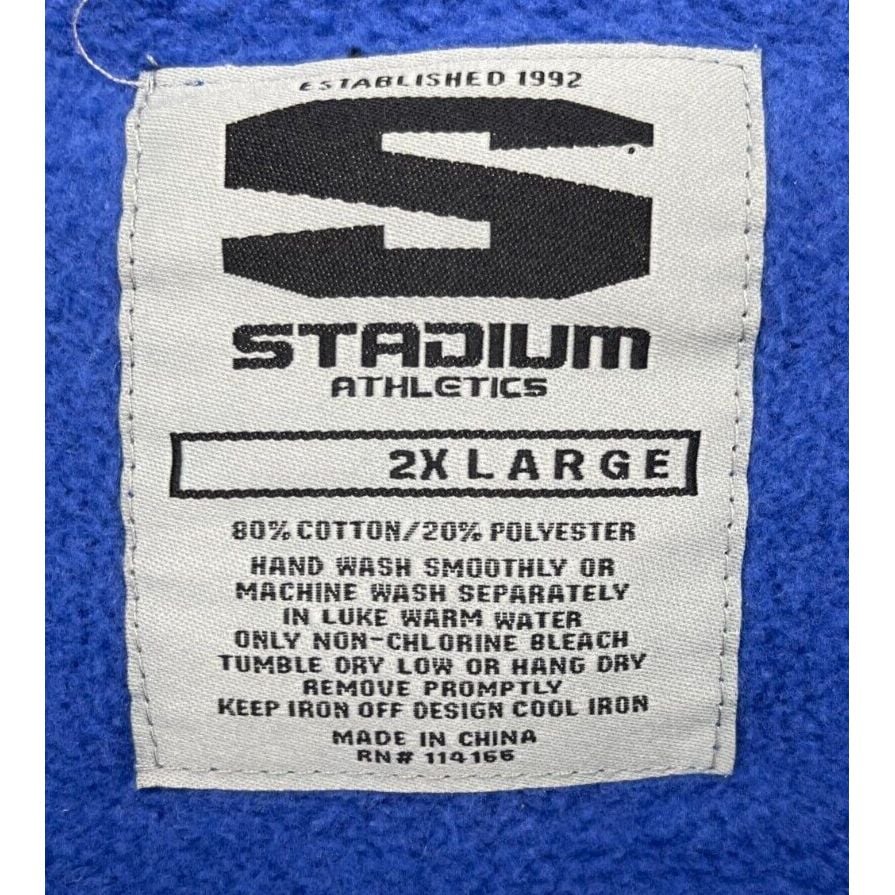 ESTABLISHED 1992
S
STADIUM
ATHLETICS
2X LARGE
80% COTTON/20% POLYESTER
HAND WASH SMOOTHLY OR
MACHINE WASH SEPARATELY
IN LUKE WARM WATER
ONLY NON-CHLORINE BLEACH
TUMBLE DRY LOW OR HANG DRY
REMOVE PROMPTLY
KEEP IRON OFF DESIGN COOL IRON
MADE IN CHINA
RN# 114166